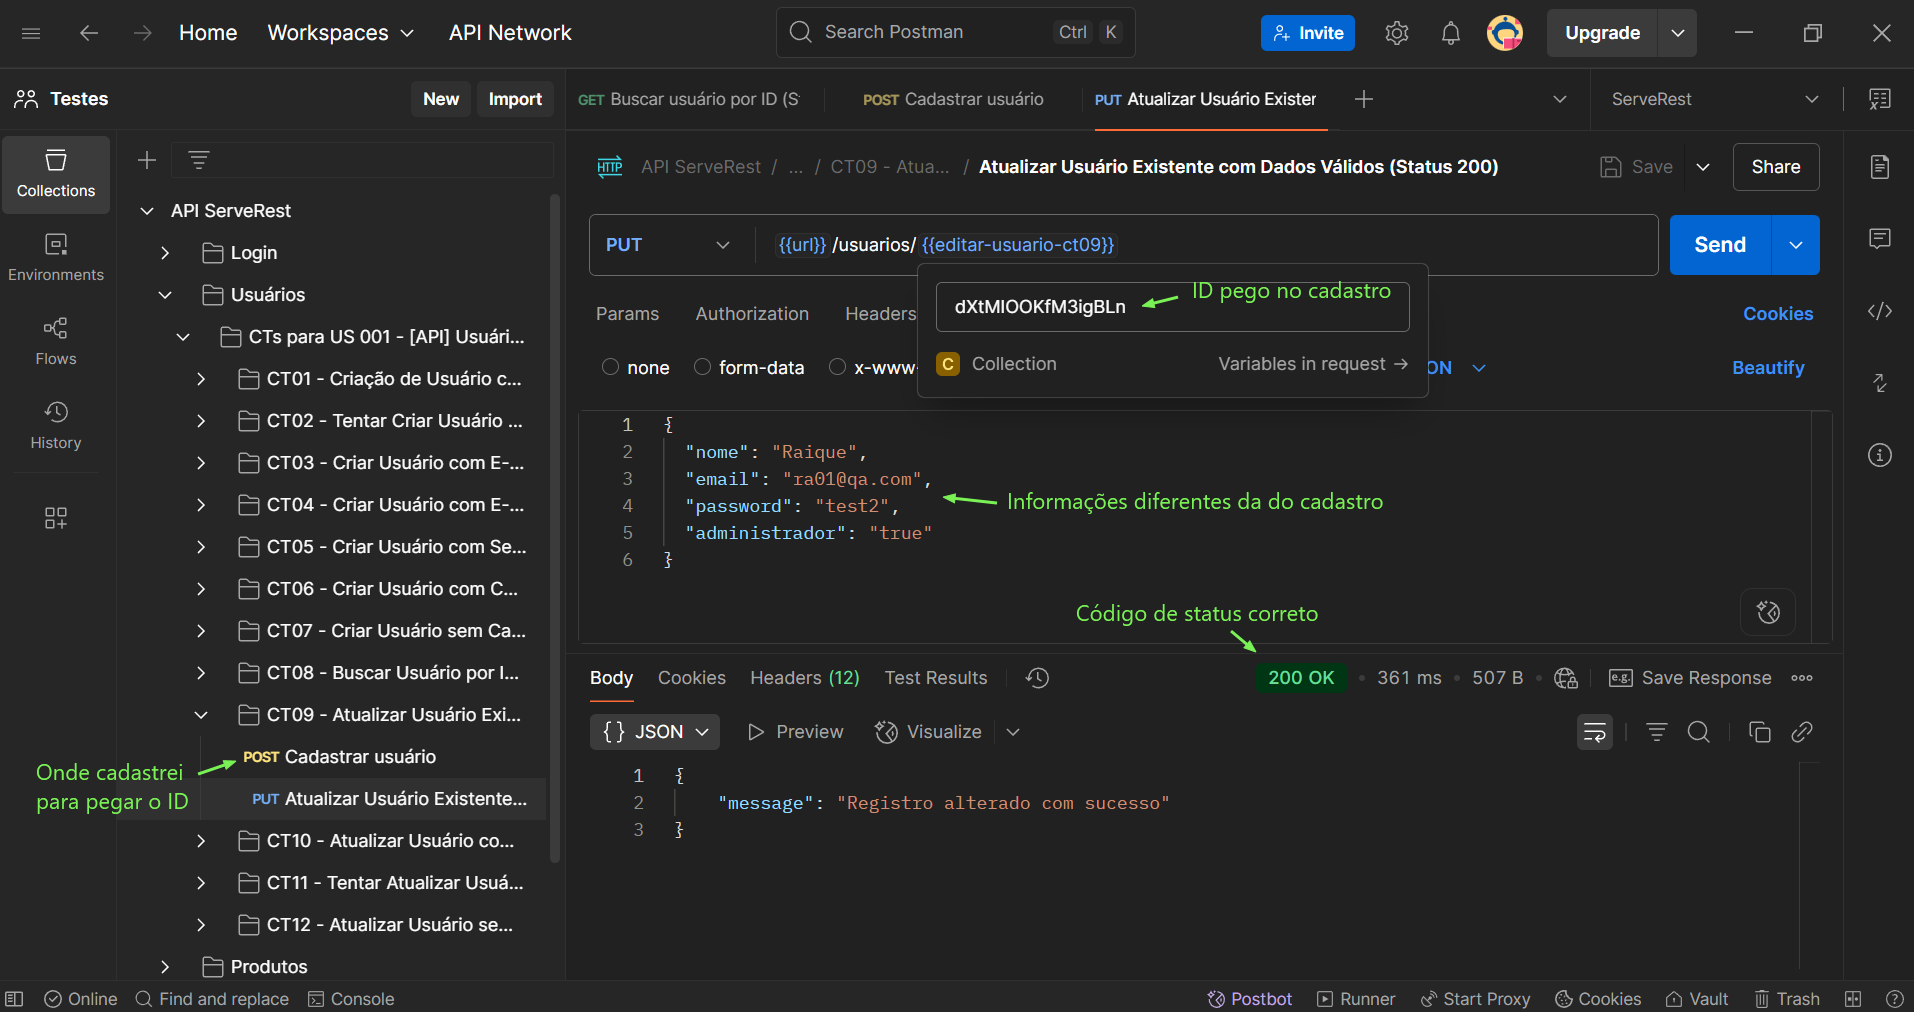 Home Workspaces API Network Search Postman Ctrl K Invite Upgrade
Testes New Import GET Buscar usuário por ID (S POST Cadastrar usuário PUT Atualizar Usuário Exister ServeRest
Collections
Environments
Flows
History
API ServeRest
Login
Usuários
CTs para US 001 - [API] Usuári...
CT01 - Criação de Usuário c...
CT02 - Tentar Criar Usuário ...
CT03 - Criar Usuário com E-...
CT04 - Criar Usuário com E-...
CT05 - Criar Usuário com Se...
CT06 - Criar Usuário com C...
CT07 - Criar Usuário sem Ca...
CT08 - Buscar Usuário por I...
CT09 - Atualizar Usuário Exi...
POST Cadastrar usuário
Onde cadastrei
para pegar o ID
PUT Atualizar Usuário Existente...
CT10 - Atualizar Usuário co...
CT11 - Tentar Atualizar Usuá...
CT12 - Atualizar Usuário se...
Produtos
HTTP API ServeRest / ... / CT09 - Atua... / Atualizar Usuário Existente com Dados Válidos (Status 200) Save Share
PUT {{url}} /usuarios/ {{editar-usuario-ct09}} Send
ID pego no cadastro
dXtMIOOKfM3igBLn
Params Authorization Headers Cookies
C Collection Variables in request →
none form-data x-www- ON Beautify
1 {
2 "nome": "Raique",
3 "email": "ra01@qa.com",
4 "password": "test2",
5 "administrador": "true"
6 }
Informações diferentes da do cadastro
Código de status correto
Body Cookies Headers (12) Test Results 200 OK • 361 ms • 507 B • e.g. Save Response
{} JSON Preview Visualize
1 {
2 "message": "Registro alterado com sucesso"
3 }
Online Find and replace Console Postbot Runner Start Proxy Cookies Vault Trash